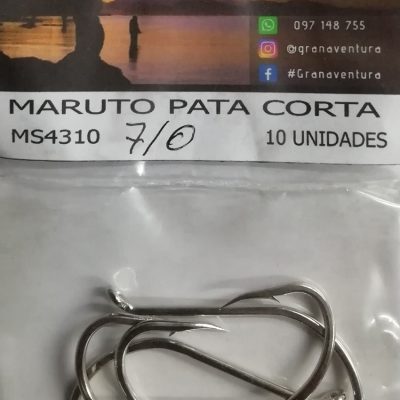 097 148 755
@granaventura
#Granaventura
MARUTO PATA CORTA
MS4310 7/0 10 UNIDADES